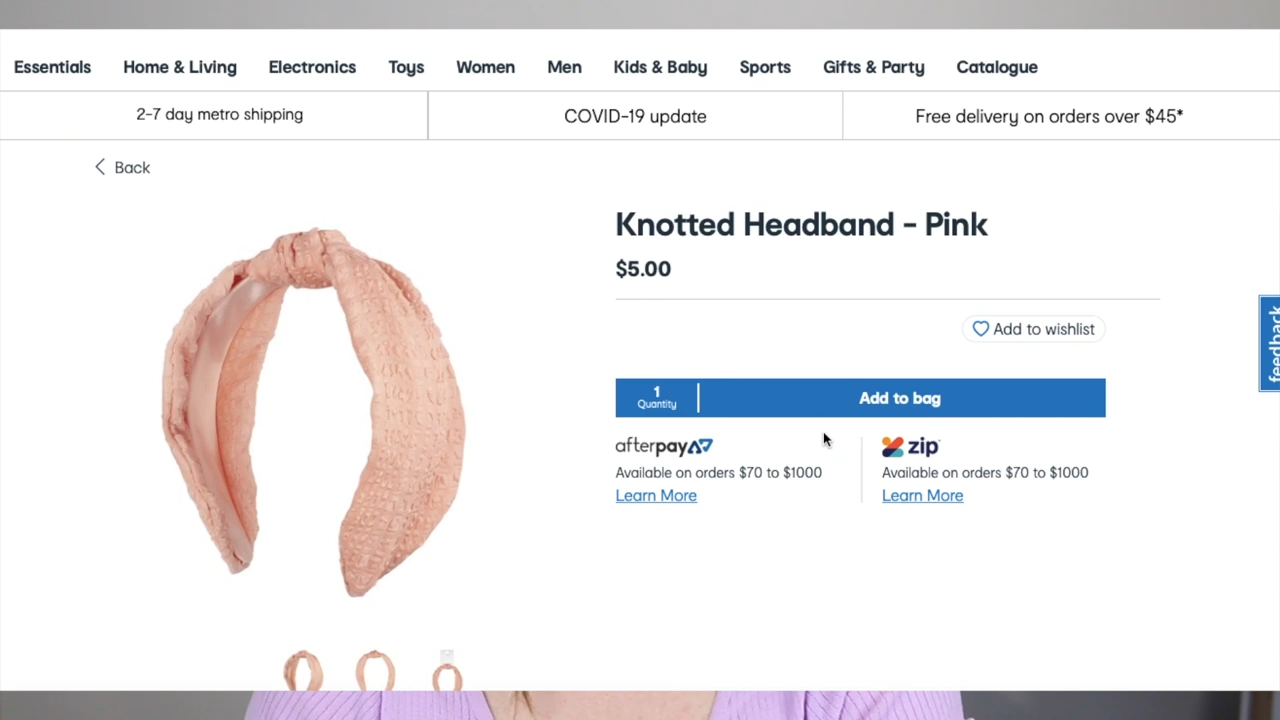 Essentials Home & Living Electronics Toys Women Men Kids & Baby Sports Gifts & Party Catalogue
2-7 day metro shipping COVID-19 update Free delivery on orders over $45*
Back
Knotted Headband - Pink
$5.00
Add to wishlist
feedback
1
Quantity
Add to bag
afterpay zip
Available on orders $70 to $1000 Available on orders $70 to $1000
Learn More Learn More